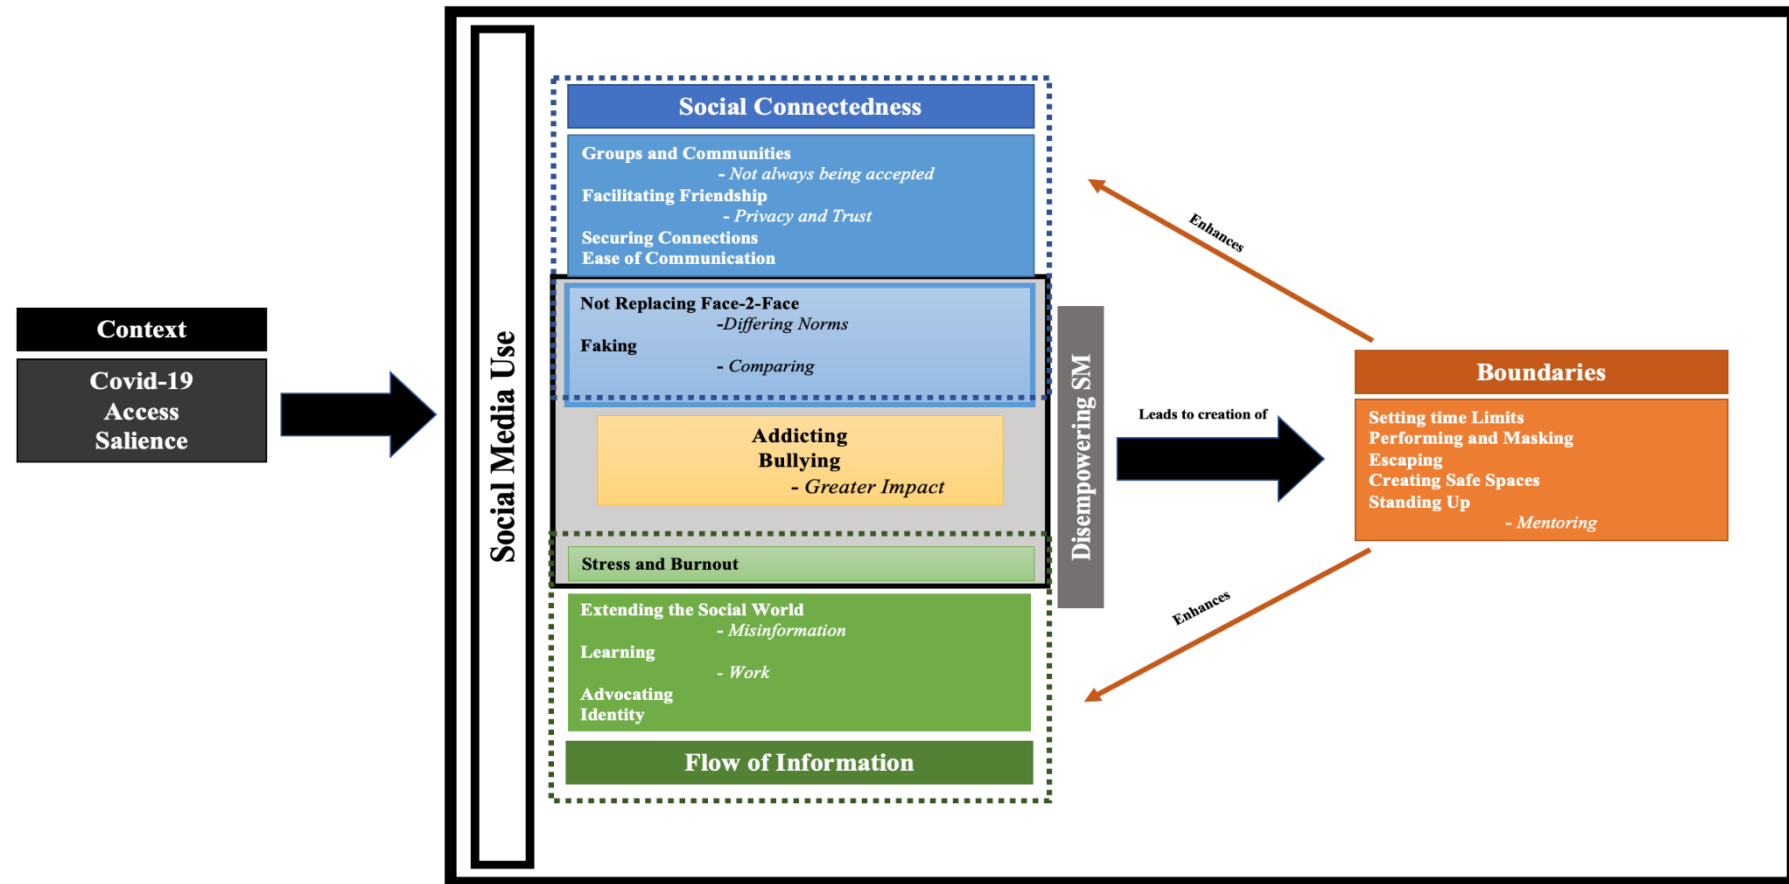 Context
Covid-19
Access
Salience
Social Media Use
Social Connectedness
Groups and Communities
- Not always being accepted
Facilitating Friendship
- Privacy and Trust
Securing Connections
Ease of Communication
Not Replacing Face-2-Face
-Differing Norms
Faking
- Comparing
Addicting
Bullying
- Greater Impact
Stress and Burnout
Extending the Social World
- Misinformation
Learning
- Work
Advocating
Identity
Flow of Information
Disempowering SM
Leads to creation of
Enhances
Boundaries
Setting time Limits
Performing and Masking
Escaping
Creating Safe Spaces
Standing Up
- Mentoring
Enhances